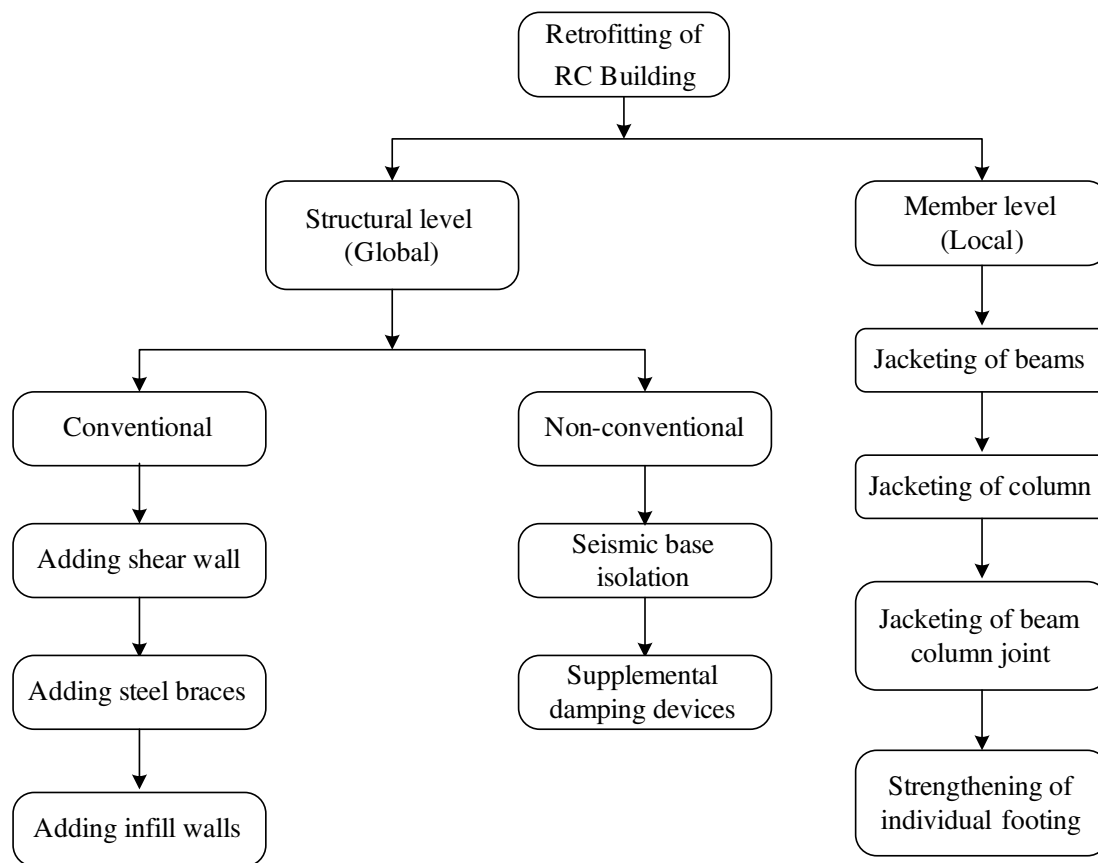 Retrofitting of
RC Building
Structural level
(Global)
Member level
(Local)
Conventional
Non-conventional
Jacketing of beams
Jacketing of column
Adding shear wall
Seismic base
isolation
Jacketing of beam
column joint
Adding steel braces
Supplemental
damping devices
Adding infill walls
Strengthening of
individual footing